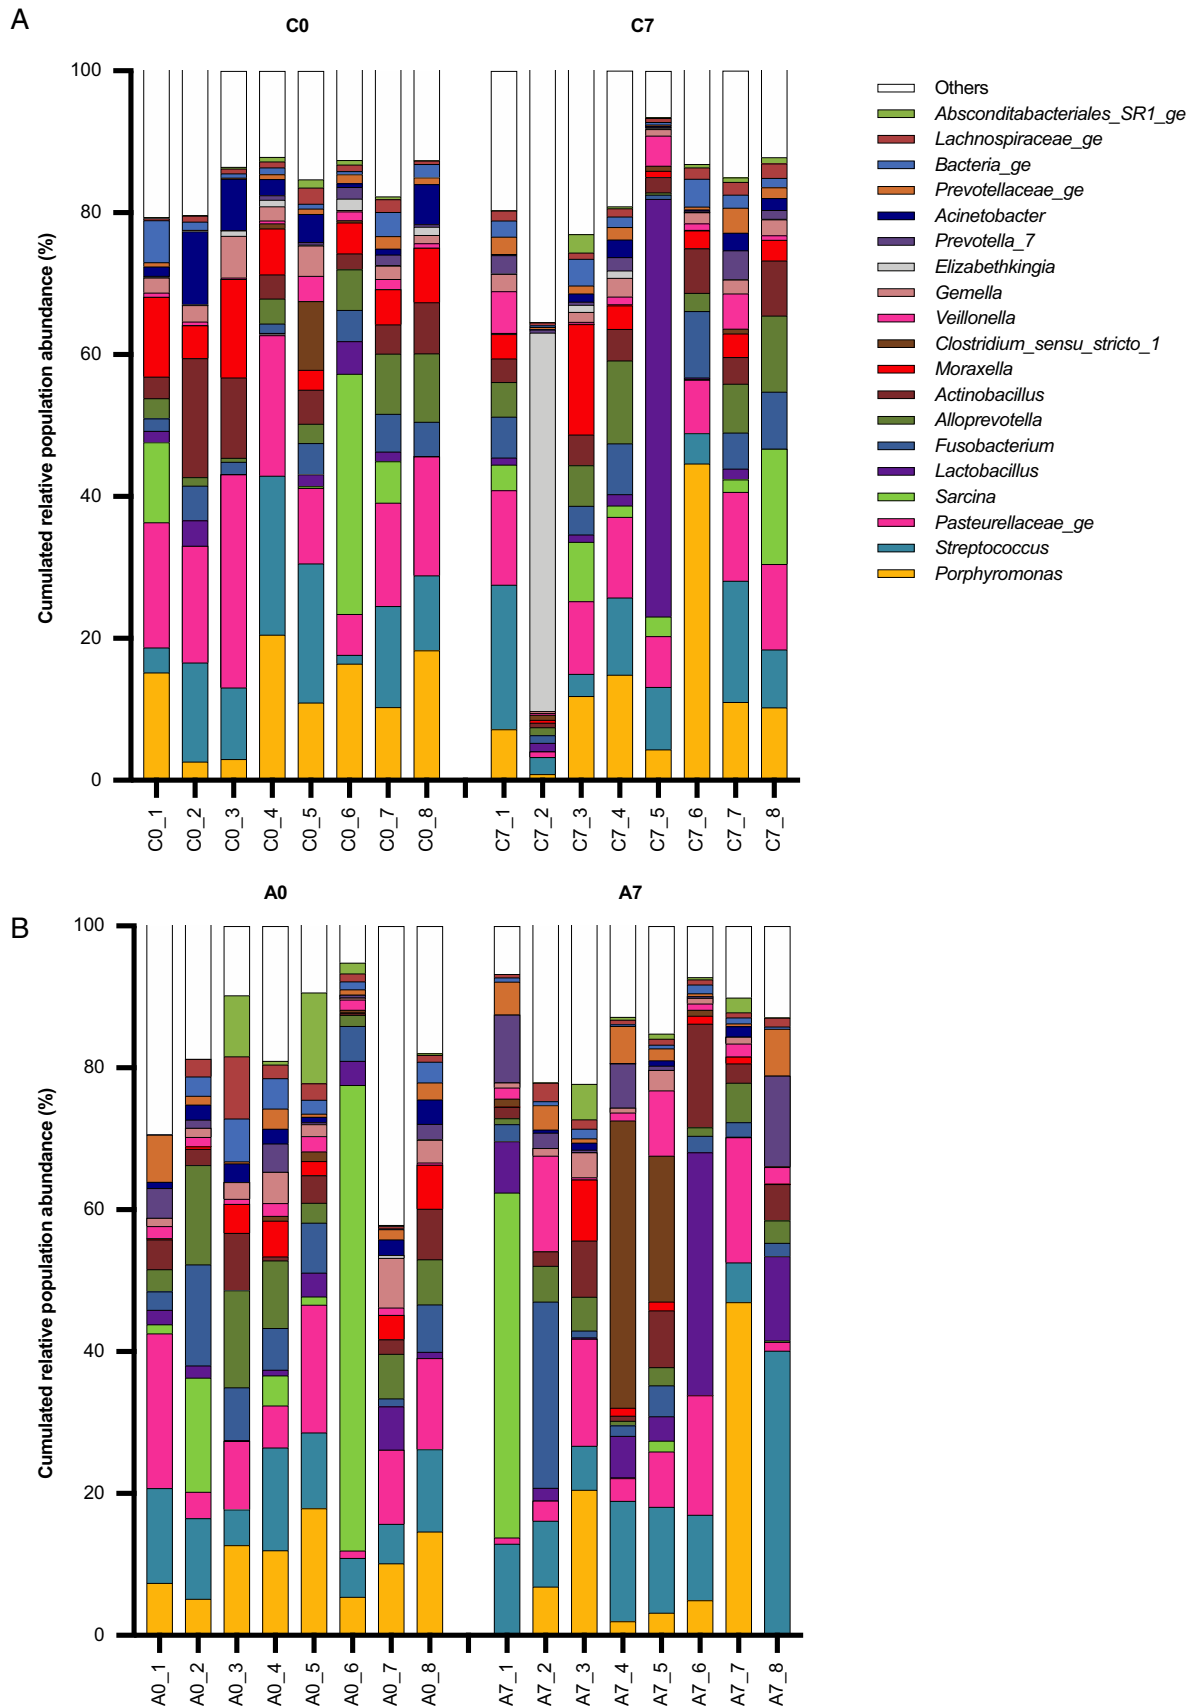 A
C0
C7
Cumulated relative population abundance (%)
100
80
60
40
20
0
C0_1
C0_2
C0_3
C0_4
C0_5
C0_6
C0_7
C0_8
C7_1
C7_2
C7_3
C7_4
C7_5
C7_6
C7_7
C7_8
Others
Absconditabacteriales_SR1_ge
Lachnospiraceae_ge
Bacteria_ge
Prevotellaceae_ge
Acinetobacter
Prevotella_7
Elizabethkingia
Gemella
Veillonella
Clostridium_sensu_stricto_1
Moraxella
Actinobacillus
Alloprevotella
Fusobacterium
Lactobacillus
Sarcina
Pasteurellaceae_ge
Streptococcus
Porphyromonas
B
A0
A7
Cumulated relative population abundance (%)
100
80
60
40
20
0
A0_1
A0_2
A0_3
A0_4
A0_5
A0_6
A0_7
A0_8
A7_1
A7_2
A7_3
A7_4
A7_5
A7_6
A7_7
A7_8